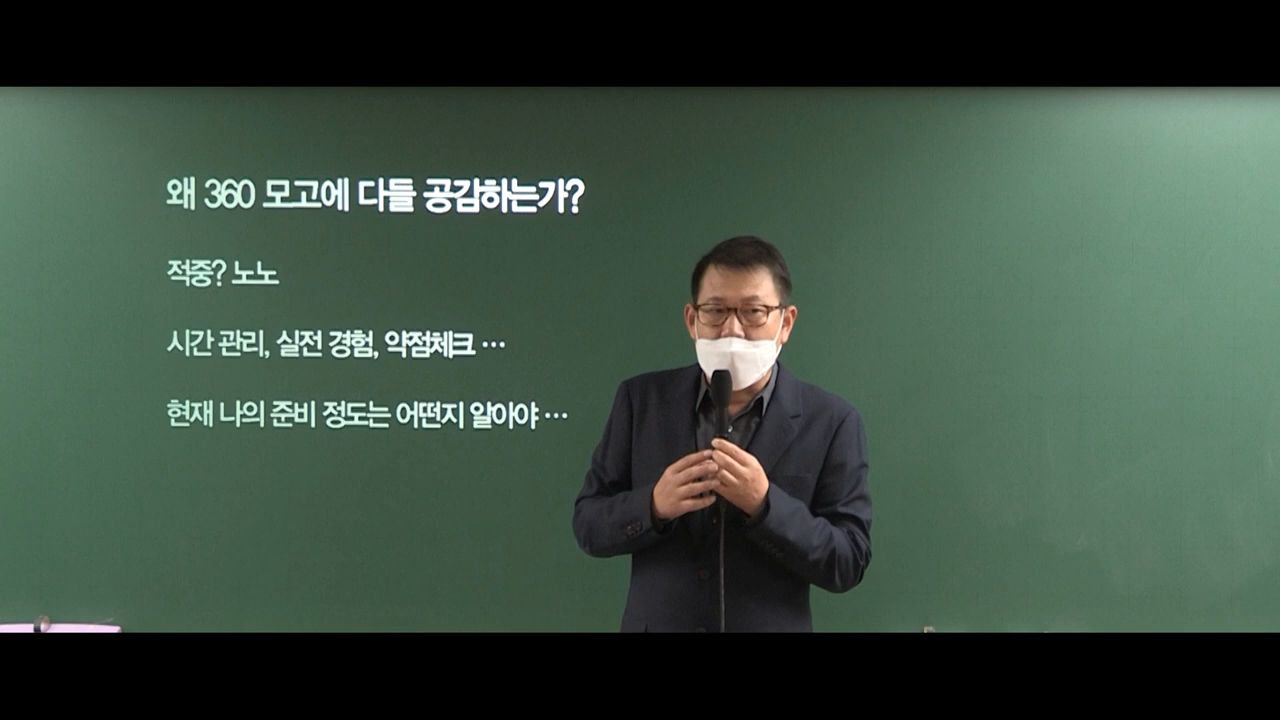 왜 360 모고에 다들 공감하는가?
적중? 노노
시간 관리, 실전 경험, 약점체크 …
현재 나의 준비 정도는 어떤지 알아야 …